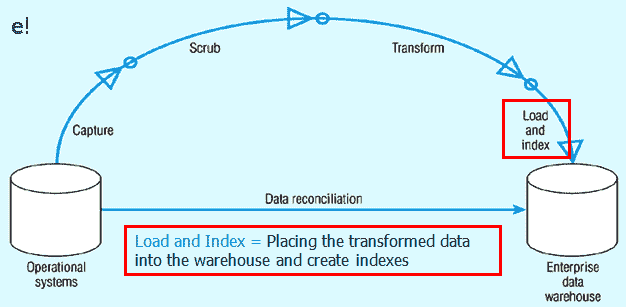 e!
Scrub
Transform
Capture
Load
and
index
Data reconciliation
Load and Index = Placing the transformed data
into the warehouse and create indexes
Operational
systems
Enterprise
data
warehouse